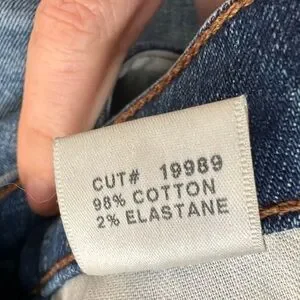 CUT# 19989
98% COTTON
2% ELASTANE